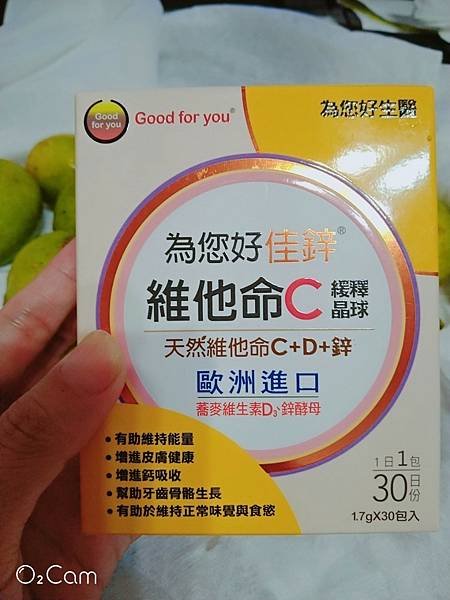 Good for you
Good for you®
為您好生醫
為您好佳鋅®
維他命C 緩釋晶球
天然維他命C+D+鋅
歐洲進口
蕎麥維生素D₃、鋅酵母
•有助維持能量
•增進皮膚健康
•增進鈣吸收
•幫助牙齒骨骼生長
•有助於維持正常味覺與食慾
1日1包
30日份
1.7gX30包入
O₂Cam